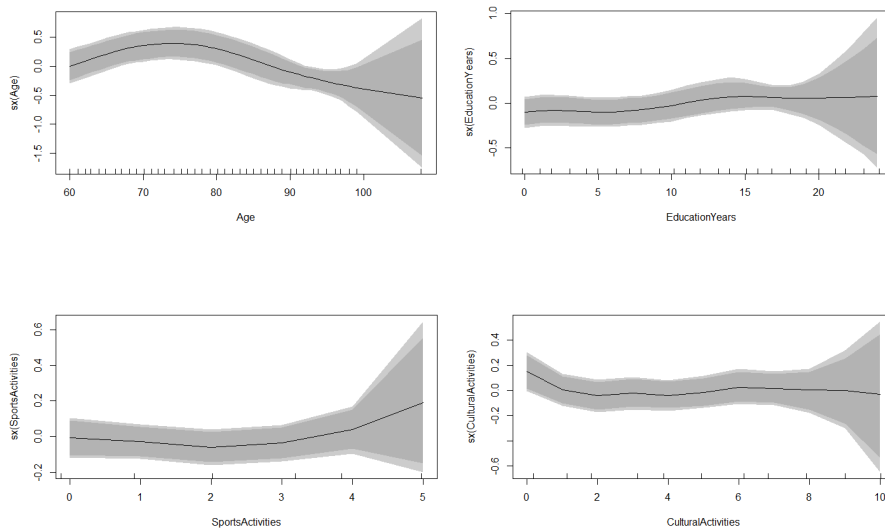 sx(Age)
0.5
0.0
-0.5
-1.0
-1.5
60 70 80 90 100
Age
sx(EducationYears)
1.0
0.5
0.0
-0.5
0 5 10 15 20
EducationYears
sx(SportsActivities)
0.6
0.4
0.2
0.0
-0.2
0 1 2 3 4 5
SportsActivities
sx(CulturalActivities)
0.4
0.2
0.0
-0.2
-0.6
0 2 4 6 8 10
CulturalActivities